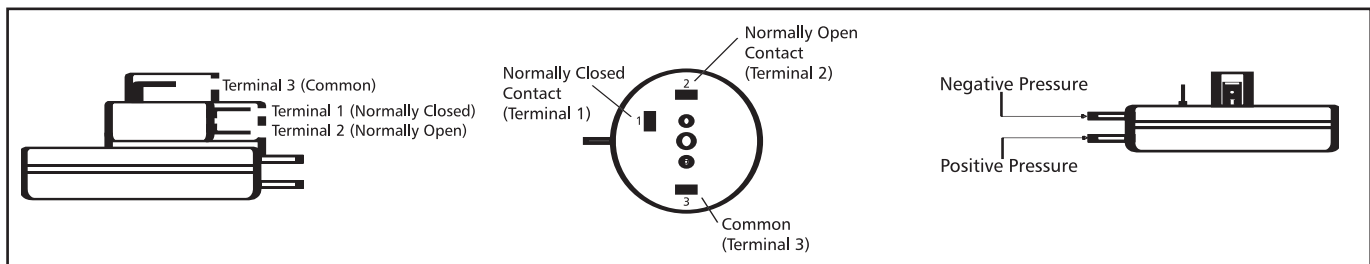 Terminal 3 (Common)
Terminal 1 (Normally Closed)
Terminal 2 (Normally Open)
Normally Closed
Contact
(Terminal 1)
Normally Open
Contact
(Terminal 2)
2
1
3
Common
(Terminal 3)
Negative Pressure
Positive Pressure